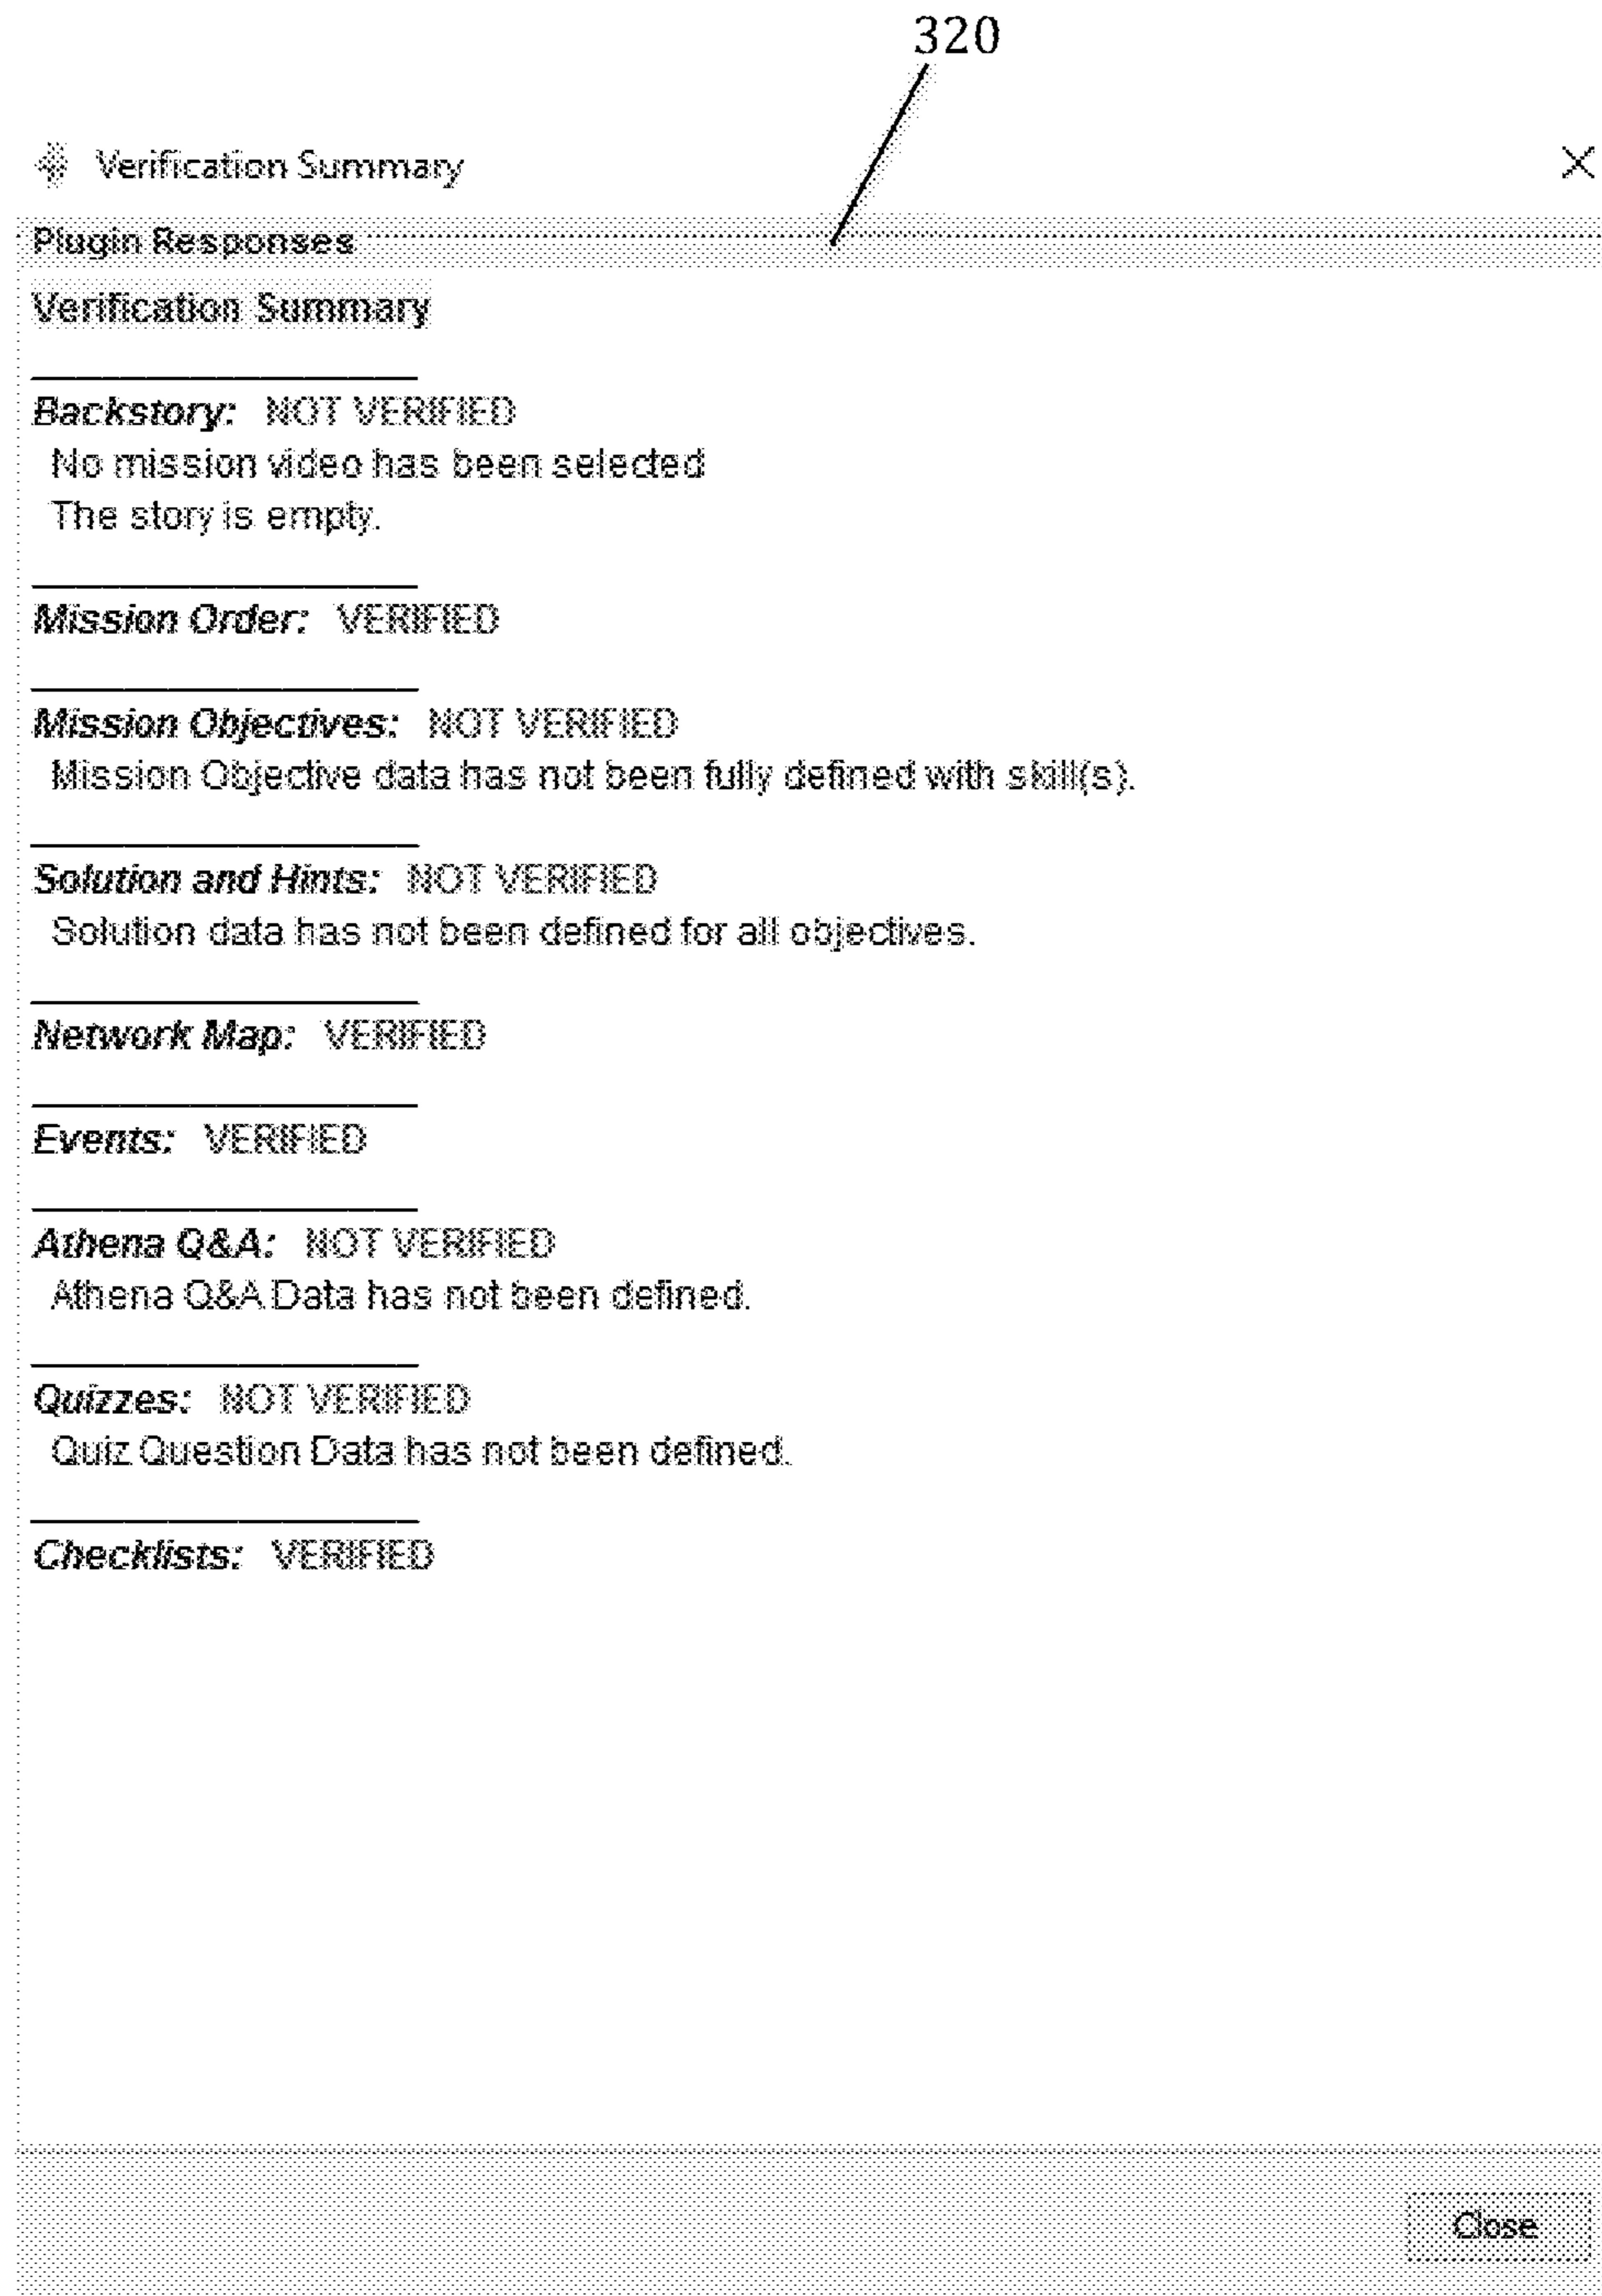 320
Verification Summary
Plugin Responses
Verification Summary
Backstory: NOT VERIFIED
No mission video has been selected
The story is empty.
Mission Order: VERIFIED
Mission Objectives: NOT VERIFIED
Mission Objective data has not been fully defined with skill(s).
Solution and Hints: NOT VERIFIED
Solution data has not been defined for all objectives.
Network Map: VERIFIED
Events: VERIFIED
Athena Q&A: NOT VERIFIED
Athena Q&A Data has not been defined.
Quizzes: NOT VERIFIED
Quiz Question Data has not been defined.
Checklists: VERIFIED
Close